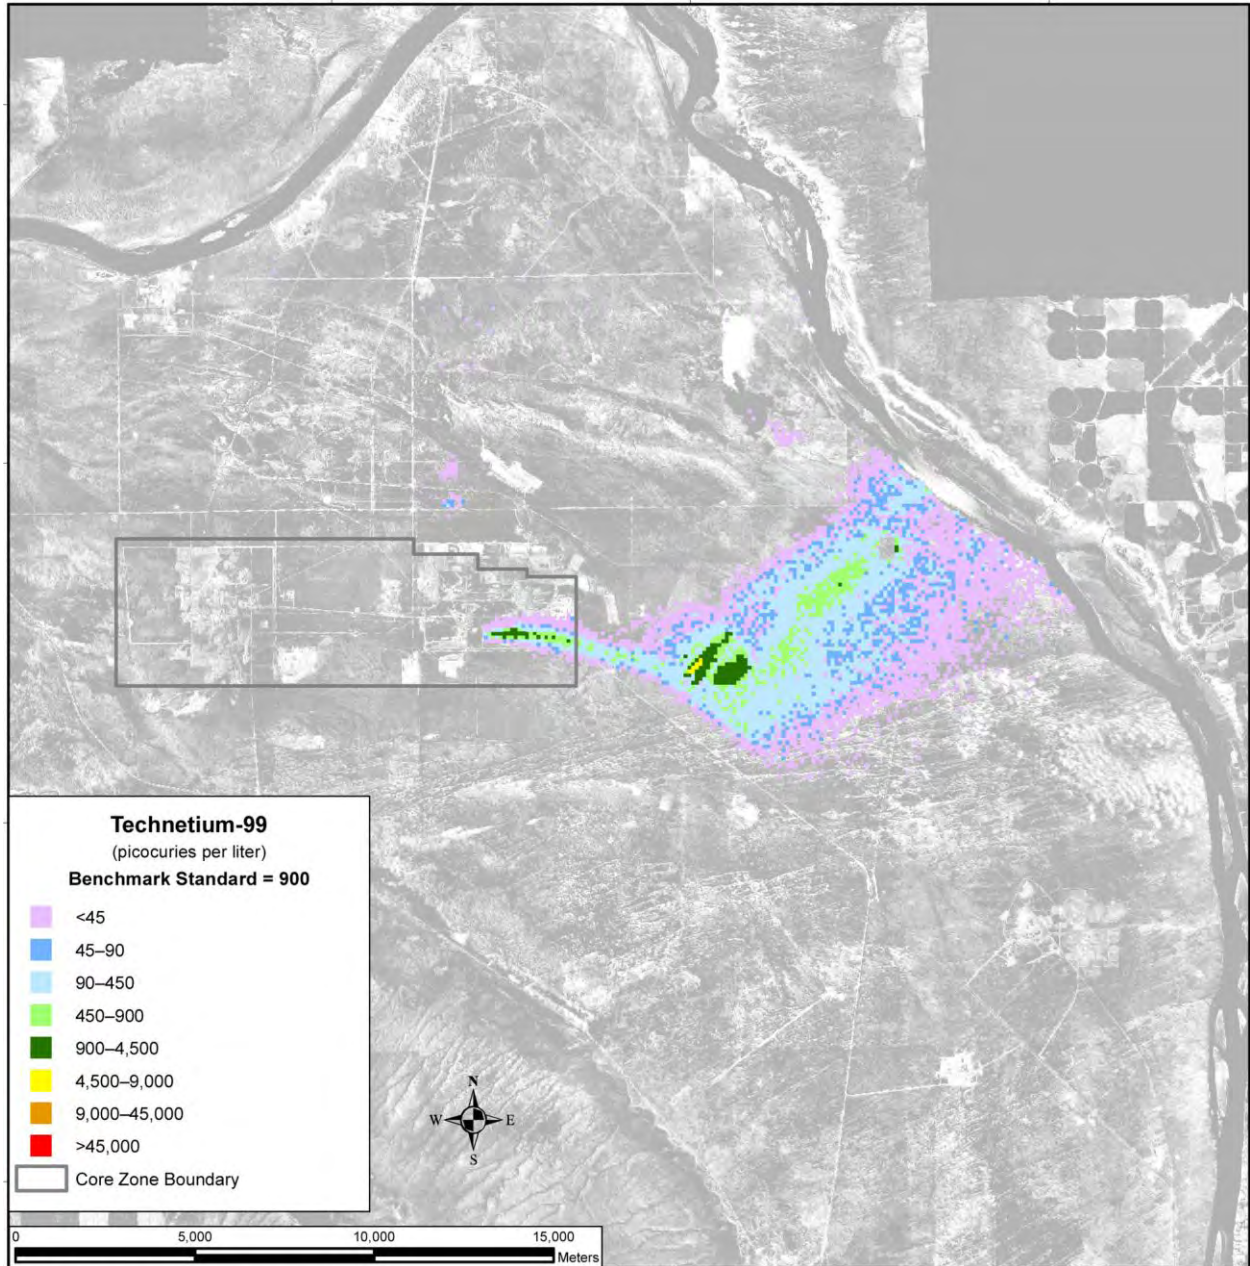 N
W
E
S
Technetium-99
(picocuries per liter)
Benchmark Standard = 900
<45
45–90
90–450
450–900
900–4,500
4,500–9,000
9,000–45,000
>45,000
Core Zone Boundary
0 5,000 10,000 15,000
Meters